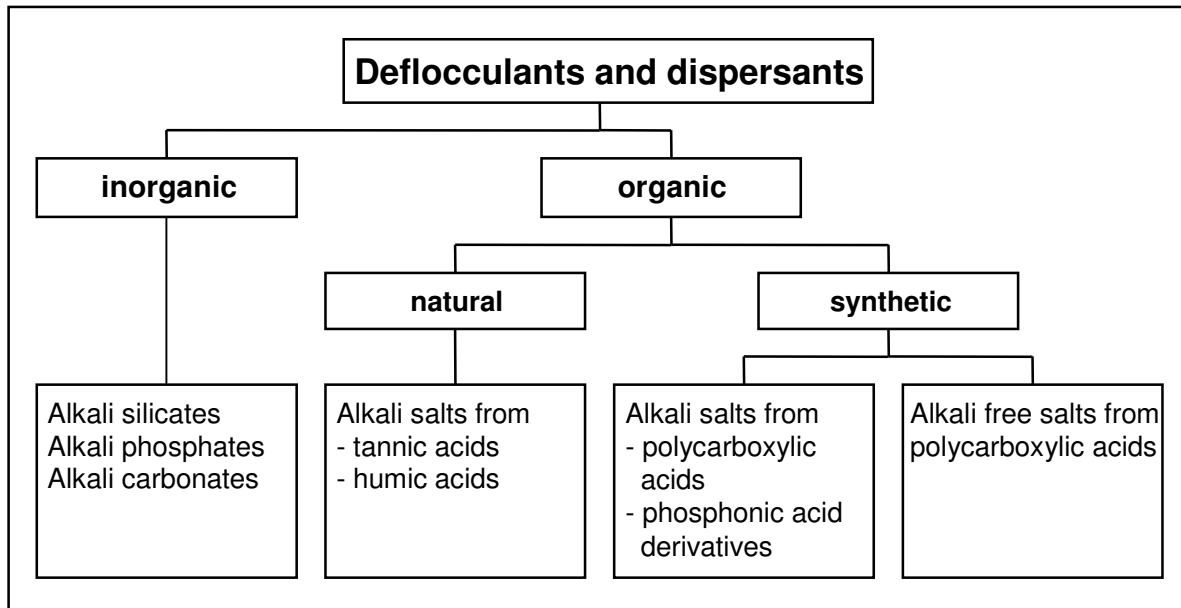 Deflocculants and dispersants
inorganic
organic
natural
synthetic
Alkali silicates
Alkali phosphates
Alkali carbonates
Alkali salts from
- tannic acids
- humic acids
Alkali salts from
- polycarboxylic
acids
- phosphonic acid
derivatives
Alkali free salts from
polycarboxylic acids